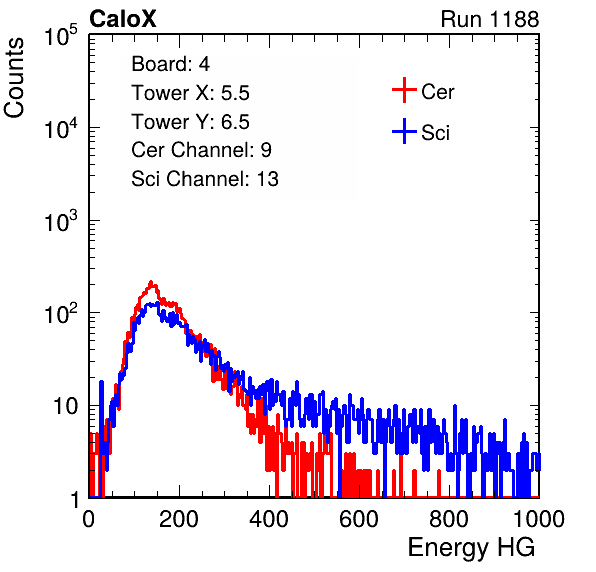 CaloX Run 1188
Counts
10^5
10^4
10^3
10^2
10
1
Board: 4
Tower X: 5.5
Tower Y: 6.5
Cer Channel: 9
Sci Channel: 13
Cer
Sci
0 200 400 600 800 1000
Energy HG